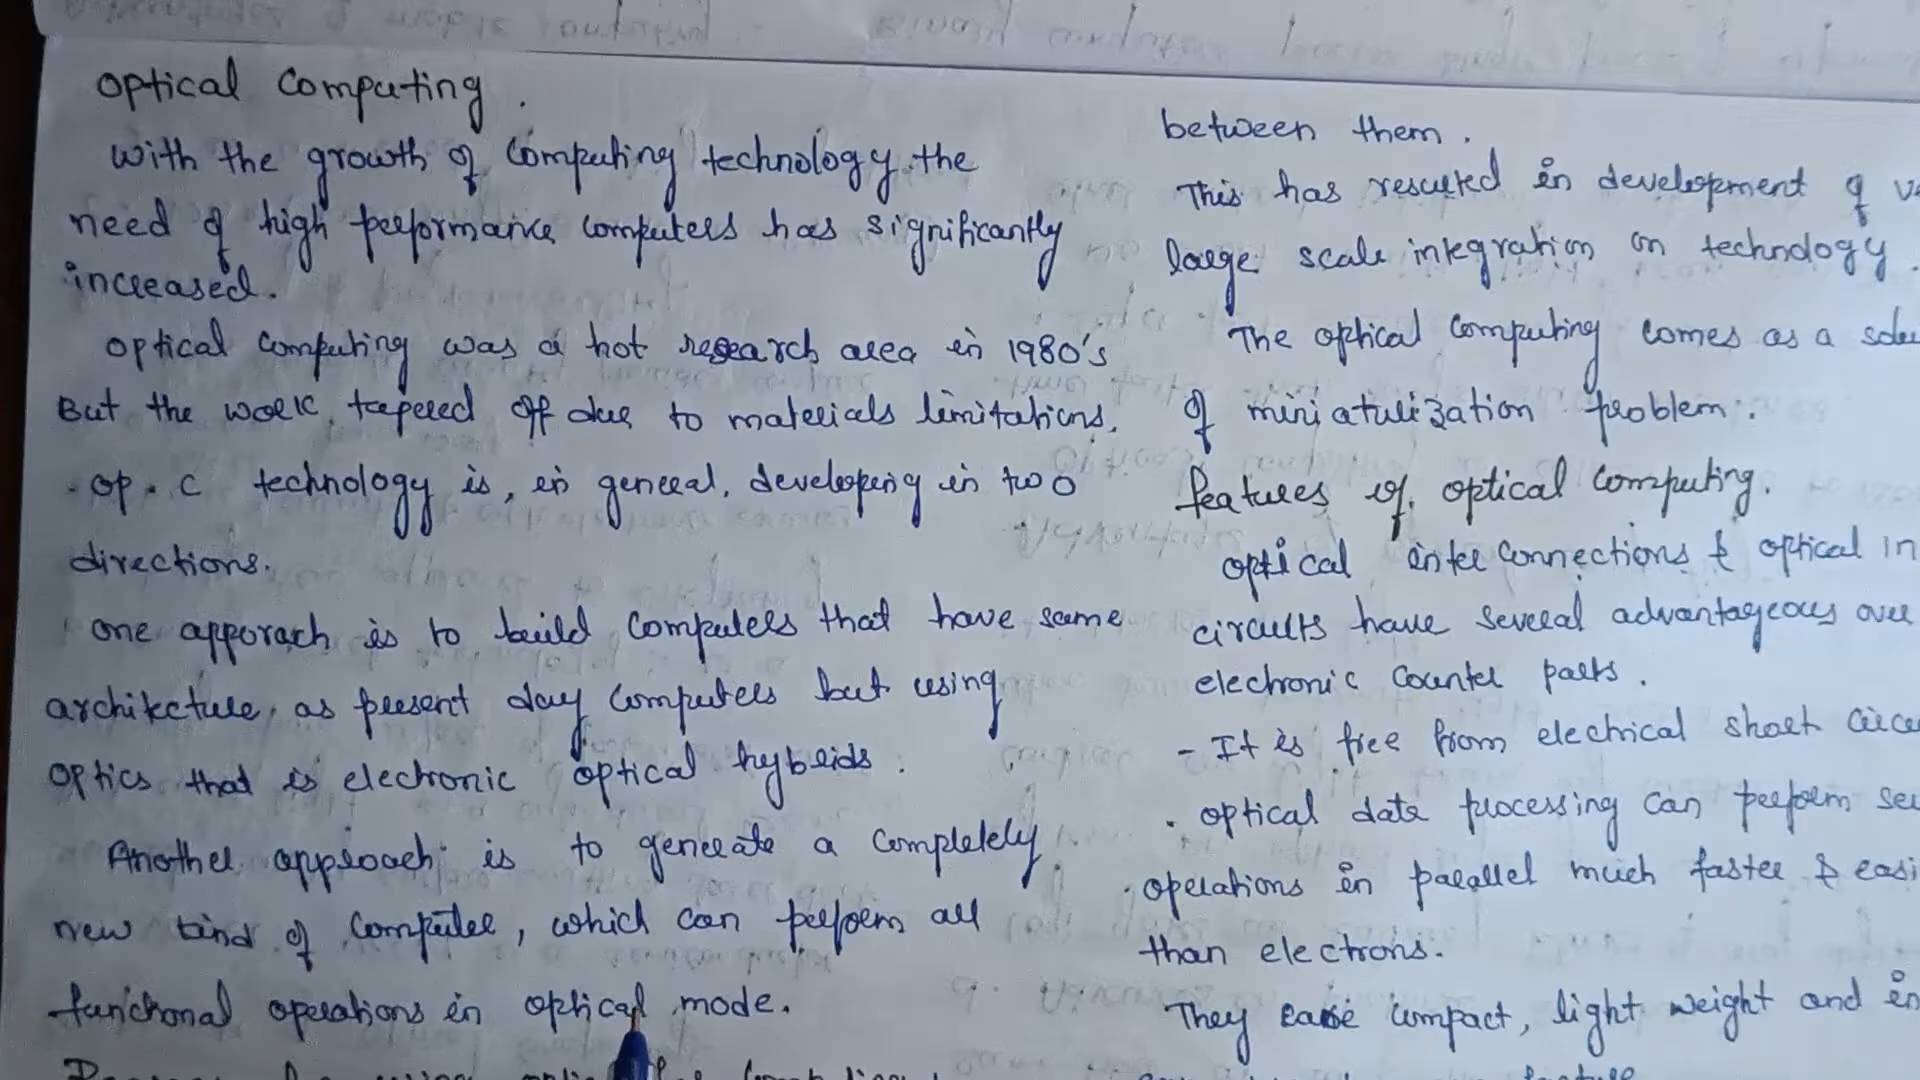 optical computing.
with the growth of computing technology the
need of high performance computers has significantly
increased.
optical computing was a hot research area in 1980's
But the work, tapered off due to materials limitations.
. op. c technology is, in general, developing in two
directions.
one apporach is to build computers that have same
architecture, as present day computers but using
optics that is electronic optical hybrids.
Another approach is to generate a completely
new kind of computer, which can perform all
functional operations in optical mode.
between them.
This has resulted in development of
large scale integration on technology.
The optical computing comes as a
of miniaturization problem.
features of optical computing.
optical inter connections & optical in
circuits have several advantageous over
electronic counter parts.
- It is free from electrical short
. optical data processing can perform
operations in parallel much faster &
than electrons.
They compact, light weight and in